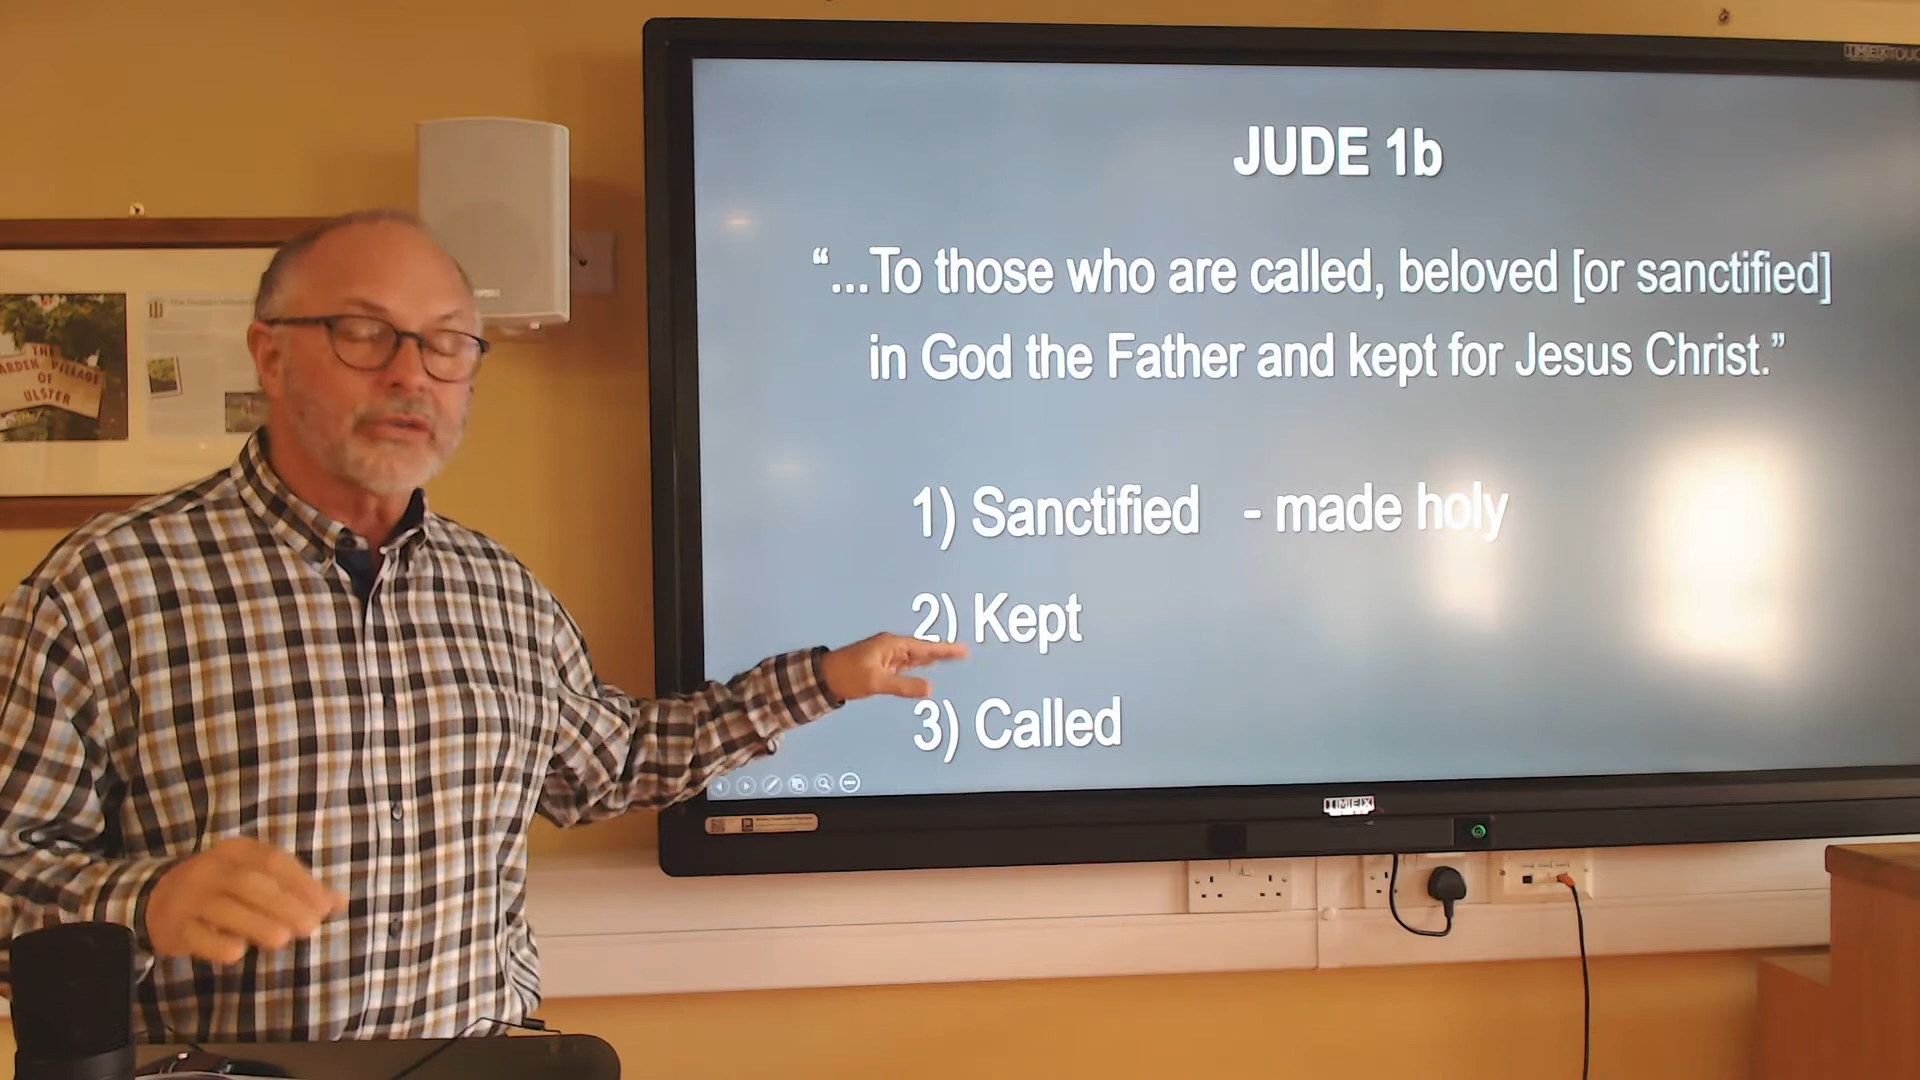 JUDE 1b
“...To those who are called, beloved [or sanctified]
in God the Father and kept for Jesus Christ.”
1) Sanctified - made holy
2) Kept
3) Called
THE
GARDEN VILLAGE
OF
ULSTER
IMEX